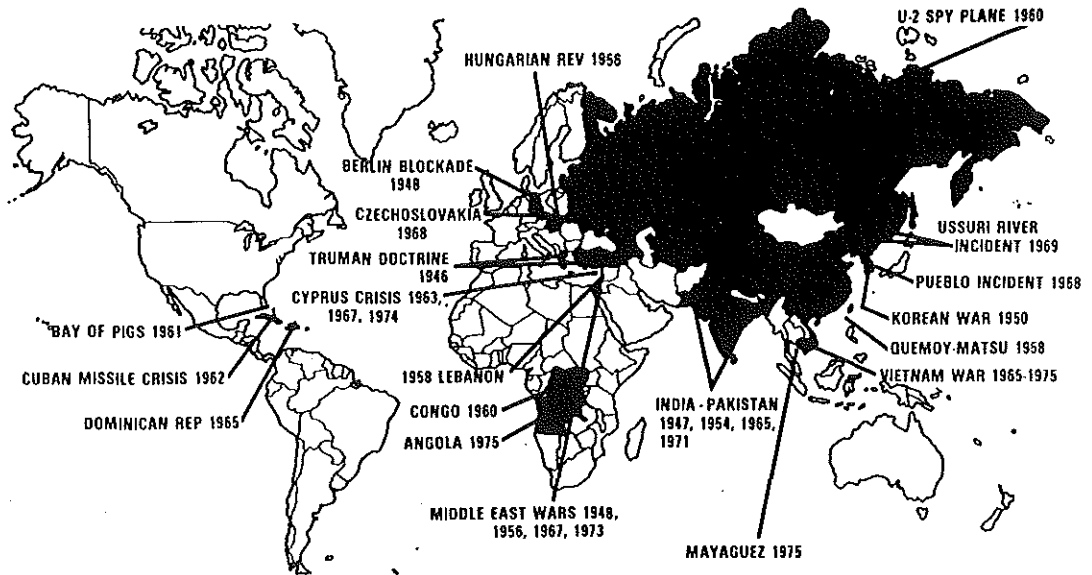 U-2 SPY PLANE 1960
HUNGARIAN REV 1956
BERLIN BLOCKADE
1948
CZECHOSLOVAKIA
1968
TRUMAN DOCTRINE
1946
CYPRUS CRISIS 1963,
1967, 1974
USSURI RIVER
INCIDENT 1969
PUEBLO INCIDENT 1968
KOREAN WAR 1950
QUEMOY-MATSU 1958
VIETNAM WAR 1965-1975
BAY OF PIGS 1961
CUBAN MISSILE CRISIS 1962
DOMINICAN REP 1965
1958 LEBANON
CONGO 1960
ANGOLA 1975
INDIA-PAKISTAN
1947, 1954, 1965,
1971
MIDDLE EAST WARS 1948,
1956, 1967, 1973
MAYAGUEZ 1975